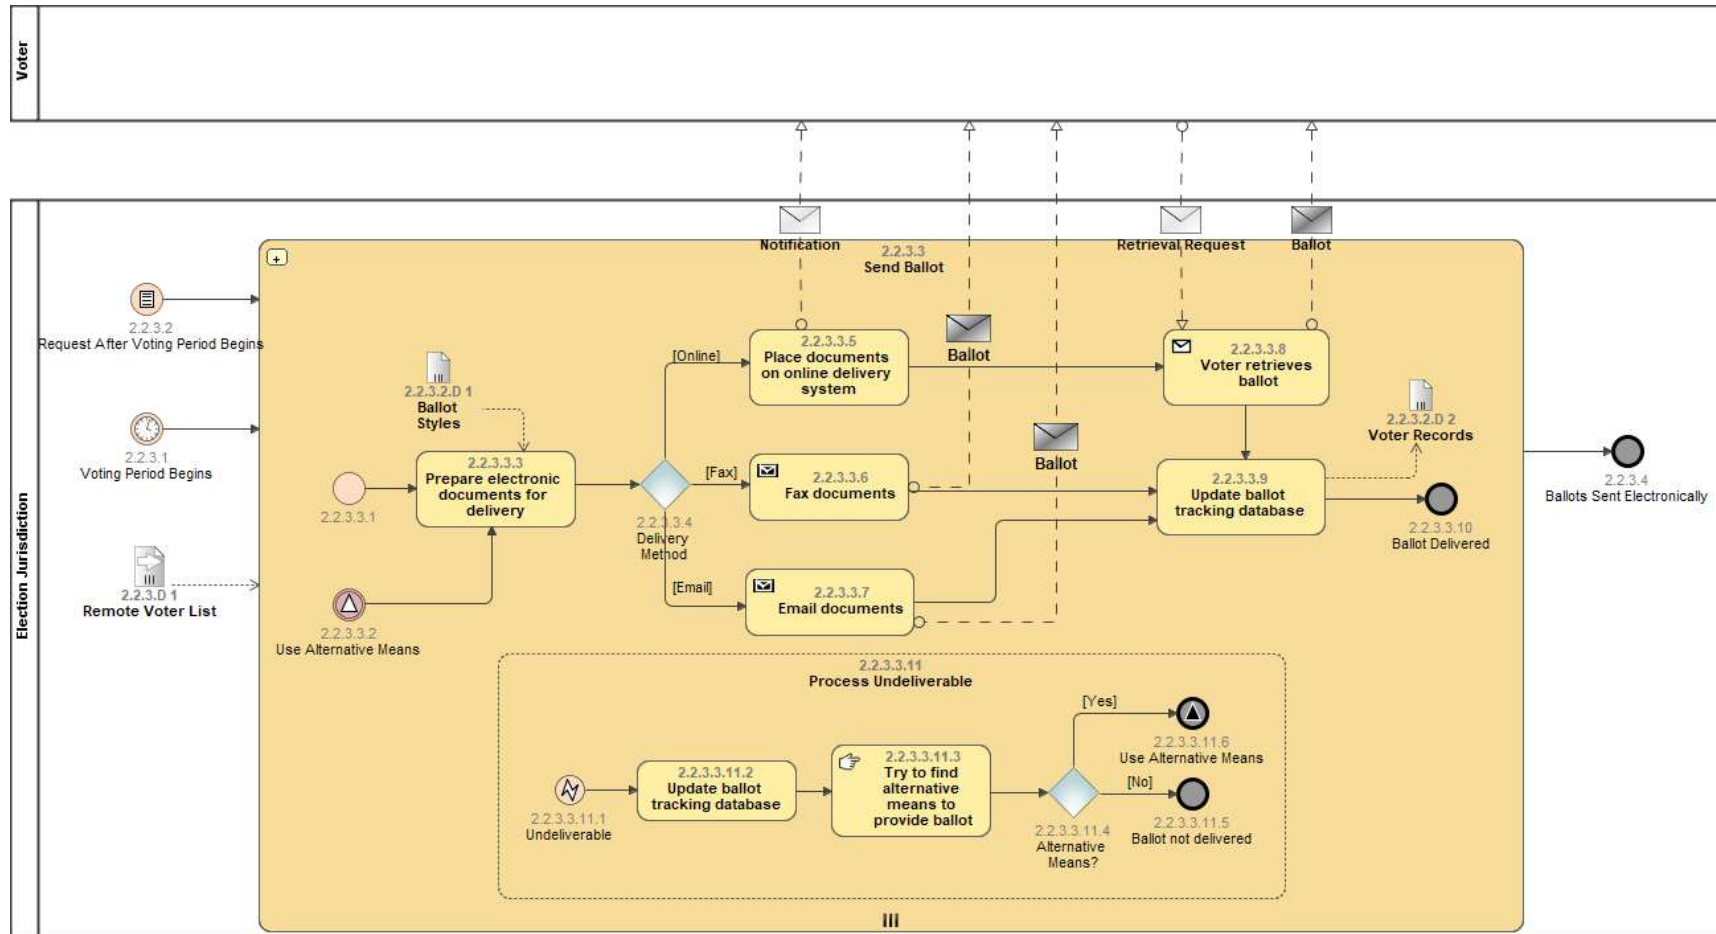 Voter
Election Jurisdiction
Notification
Retrieval Request
Ballot
2.2.3.3
Send Ballot
2.2.3.2
Request After Voting Period Begins
2.2.3.1
Voting Period Begins
2.2.3.D 1
Remote Voter List
2.2.3.2.D 1
Ballot
Styles
2.2.3.3.1
2.2.3.3.2
Use Alternative Means
2.2.3.3.3
Prepare electronic
documents for
delivery
2.2.3.3.4
Delivery
Method
[Online]
[Fax]
[Email]
2.2.3.3.5
Place documents
on online delivery
system
2.2.3.3.6
Fax documents
2.2.3.3.7
Email documents
Ballot
Ballot
2.2.3.3.8
Voter retrieves
ballot
2.2.3.3.9
Update ballot
tracking database
2.2.3.2.D 2
Voter Records
2.2.3.3.10
Ballot Delivered
2.2.3.4
Ballots Sent Electronically
2.2.3.3.11
Process Undeliverable
2.2.3.3.11.1
Undeliverable
2.2.3.3.11.2
Update ballot
tracking database
2.2.3.3.11.3
Try to find
alternative
means to
provide ballot
2.2.3.3.11.4
Alternative
Means?
[Yes]
[No]
2.2.3.3.11.6
Use Alternative Means
2.2.3.3.11.5
Ballot not delivered